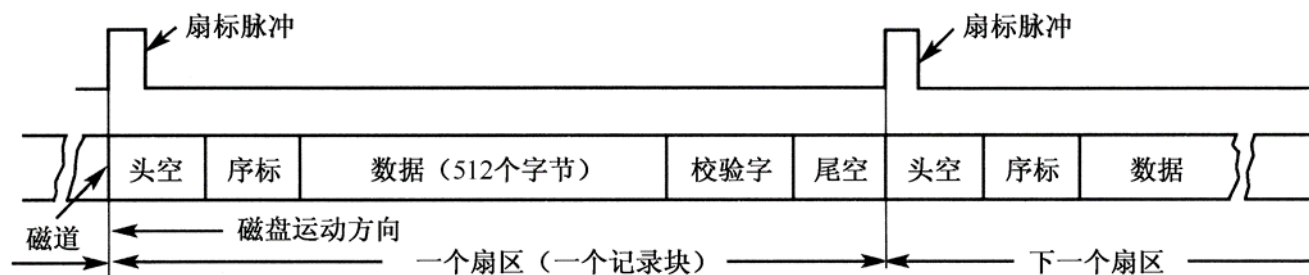 扇标脉冲 扇标脉冲
头空 序标 数据（512个字节） 校验字 尾空 头空 序标 数据
磁道 磁盘运动方向
一个扇区（一个记录块） 下一个扇区